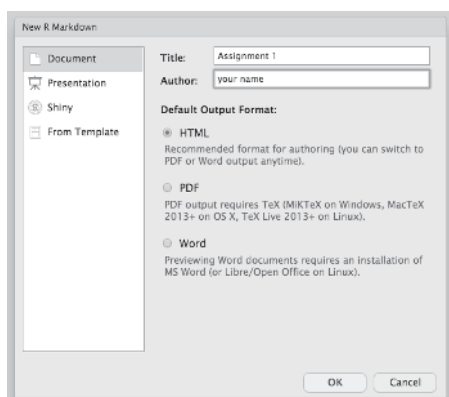 New R Markdown
Document
Presentation
Shiny
From Template
Title: Assignment 1
Author: your name
Default Output Format:
HTML
Recommended format for authoring (you can switch to
PDF or Word output anytime).
PDF
PDF output requires TeX (MiKTeX on Windows, MacTeX
2013+ on OS X, TeX Live 2013+ on Linux).
Word
Previewing Word documents requires an installation of
MS Word (or Libre/Open Office on Linux).
OK Cancel